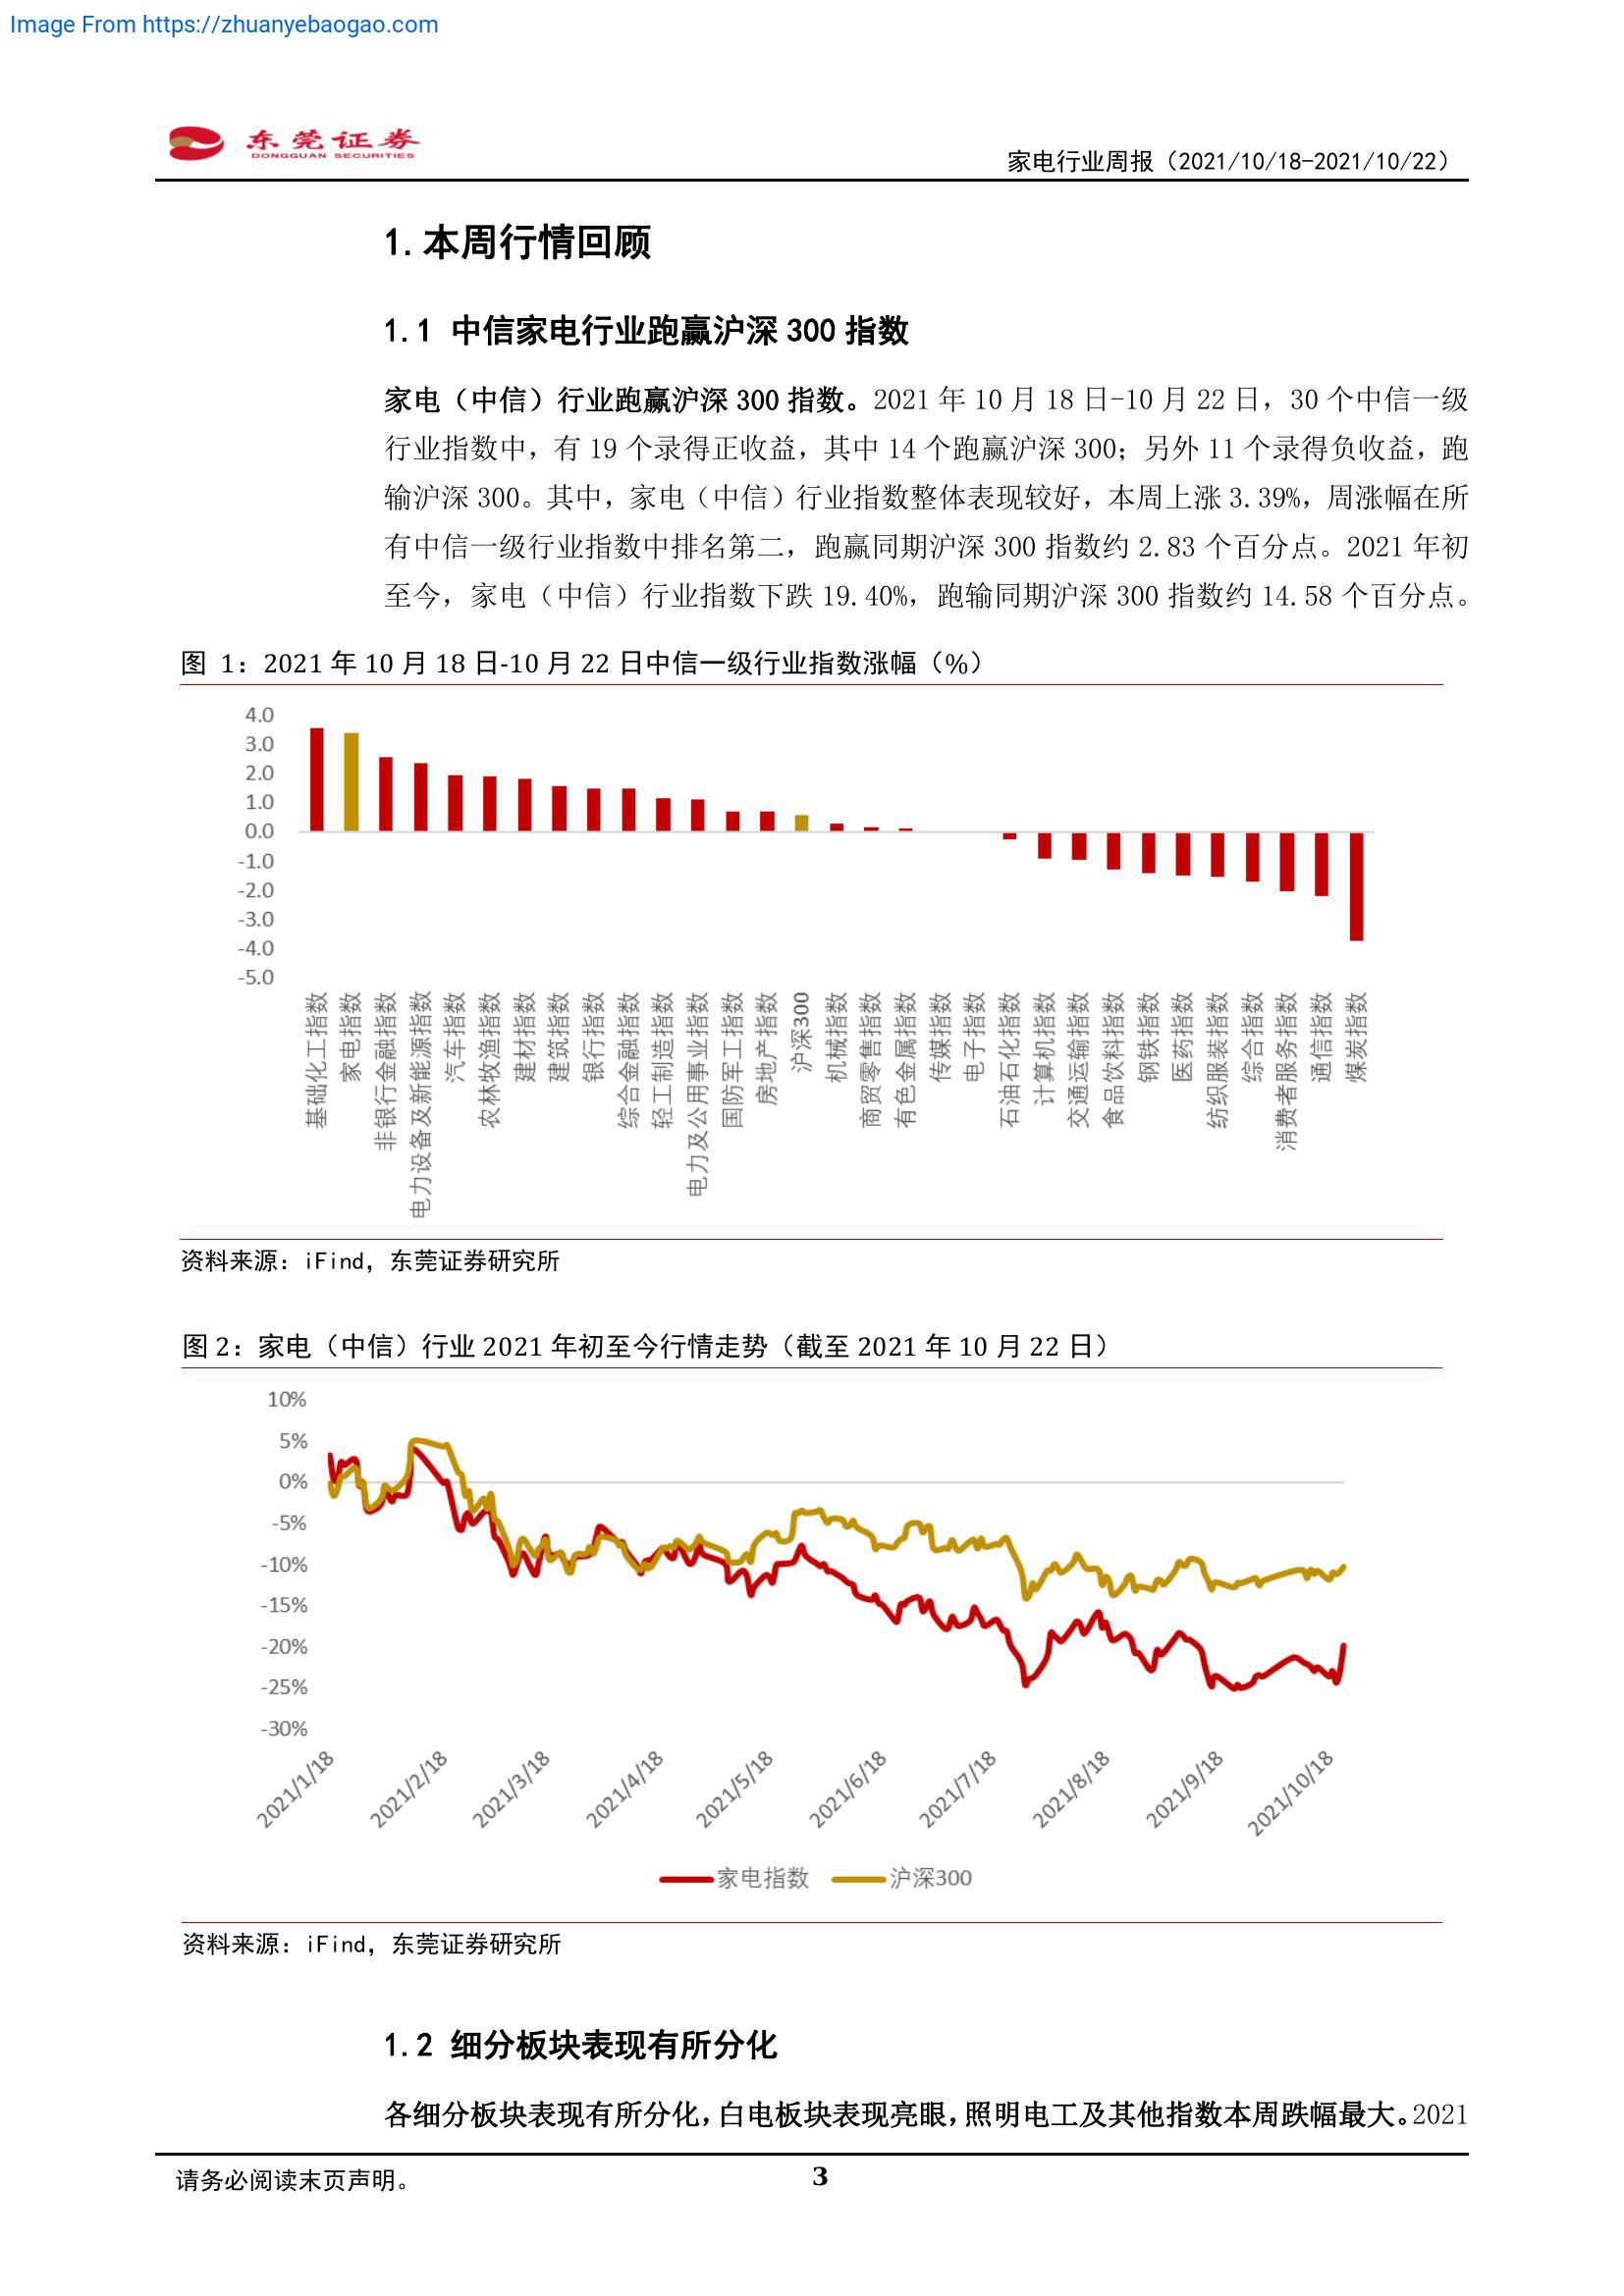 Image From https://zhuanyebaogao.com
东莞证券
DONGGUAN SECURITIES
家电行业周报（2021/10/18-2021/10/22）
1.本周行情回顾
1.1 中信家电行业跑赢沪深 300 指数
家电（中信）行业跑赢沪深 300 指数。2021 年 10 月 18 日-10 月 22 日，30 个中信一级
行业指数中，有 19 个录得正收益，其中 14 个跑赢沪深 300；另外 11 个录得负收益，跑
输沪深 300。其中，家电（中信）行业指数整体表现较好，本周上涨 3.39%，周涨幅在所
有中信一级行业指数中排名第二，跑赢同期沪深 300 指数约 2.83 个百分点。2021 年初
至今，家电（中信）行业指数下跌 19.40%，跑输同期沪深 300 指数约 14.58 个百分点。
图 1：2021 年 10 月 18 日-10 月 22 日中信一级行业指数涨幅（%）
4.0
3.0
2.0
1.0
0.0
-1.0
-2.0
-3.0
-4.0
-5.0
基础化工指数
家电指数
非银行金融指数
电力设备及新能源指数
汽车指数
农林牧渔指数
建材指数
建筑指数
银行指数
综合金融指数
轻工制造指数
电力及公用事业指数
国防军工指数
房地产指数
沪深300
机械指数
商贸零售指数
有色金属指数
传媒指数
电子指数
石油石化指数
计算机指数
交通运输指数
食品饮料指数
钢铁指数
医药指数
纺织服装指数
综合指数
消费者服务指数
通信指数
煤炭指数
资料来源：iFind，东莞证券研究所
图 2：家电（中信）行业 2021 年初至今行情走势（截至 2021 年 10 月 22 日）
10%
5%
0%
-5%
-10%
-15%
-20%
-25%
-30%
2021/1/18
2021/2/18
2021/3/18
2021/4/18
2021/5/18
2021/6/18
2021/7/18
2021/8/18
2021/9/18
2021/10/18
家电指数 沪深300
资料来源：iFind，东莞证券研究所
1.2 细分板块表现有所分化
各细分板块表现有所分化，白电板块表现亮眼，照明电工及其他指数本周跌幅最大。2021
请务必阅读末页声明。
3